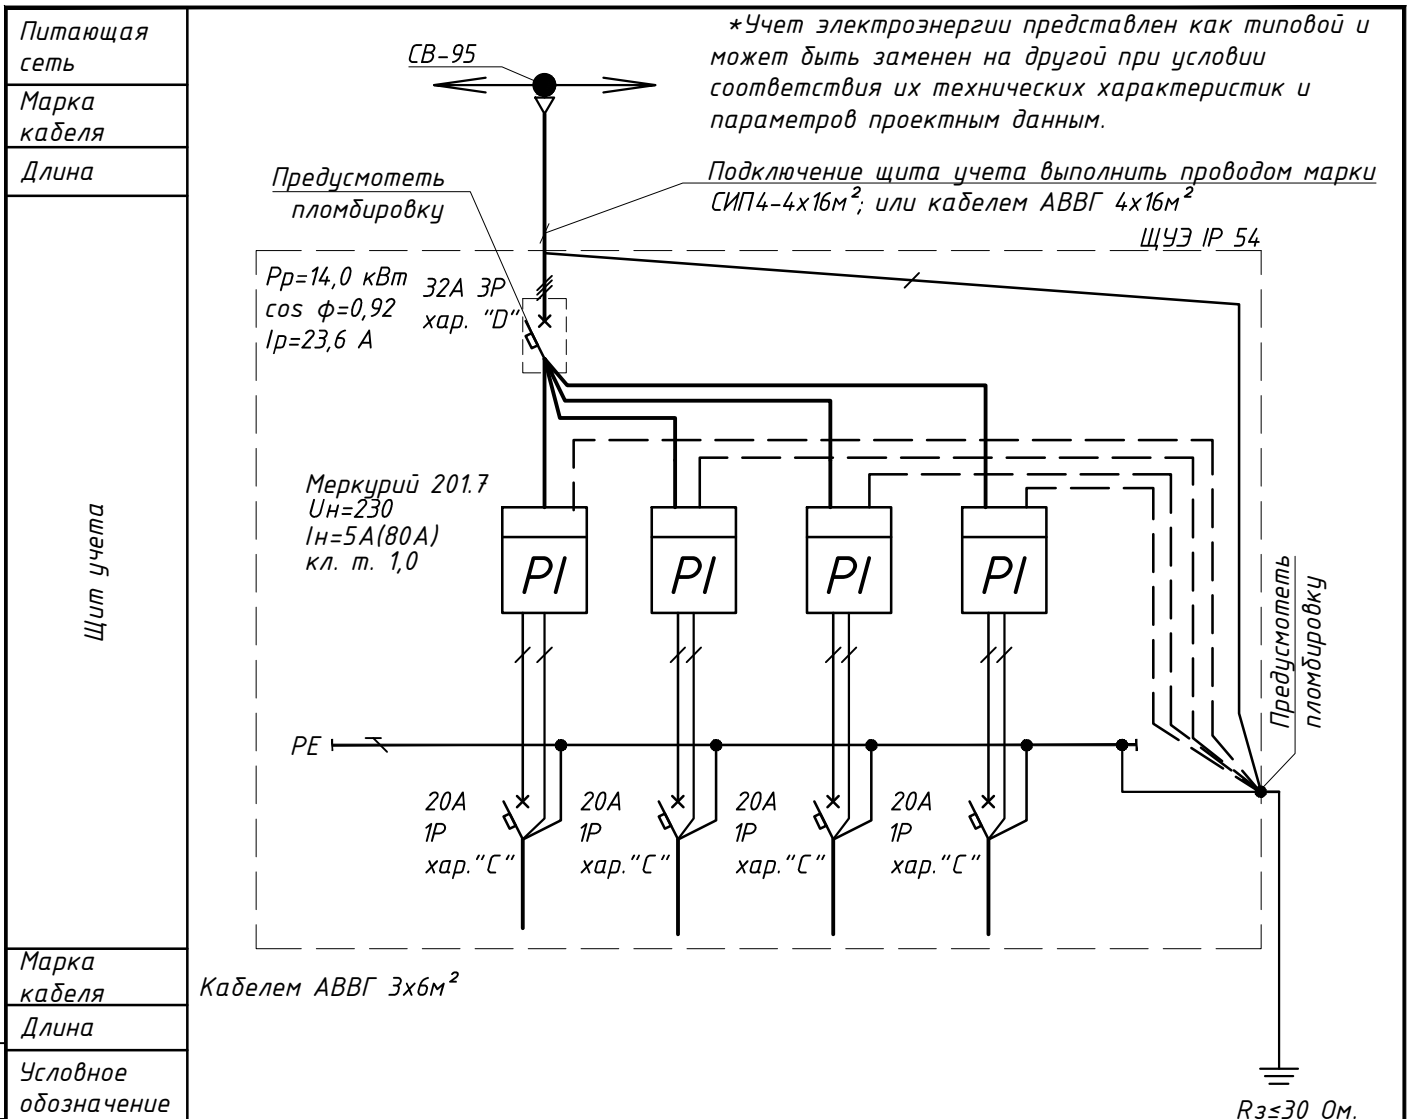 Питающая
сеть
Марка
кабеля
Длина
Щит учета
Марка
кабеля
Длина
Условное
обозначение
СВ-95
*Учет электроэнергии представлен как типовой и
может быть заменен на другой при условии
соответствия их технических характеристик и
параметров проектным данным.
Предусмотеть
пломбировку
Подключение щита учета выполнить проводом марки
СИП4-4х16м²; или кабелем АВВГ 4х16м²
ЩУЭ IP 54
Рр=14,0 кВт
cos φ=0,92
Iр=23,6 А
32А 3Р
хар. "D"
Меркурий 201.7
Uн=230
Iн=5А(80А)
кл. т. 1,0
PI
PI
PI
PI
Предусмотеть
пломбировку
PE
20А
1Р
хар."С"
20А
1Р
хар."С"
20А
1Р
хар."С"
20А
1Р
хар."С"
Кабелем АВВГ 3х6м²
Rз≤30 Ом.